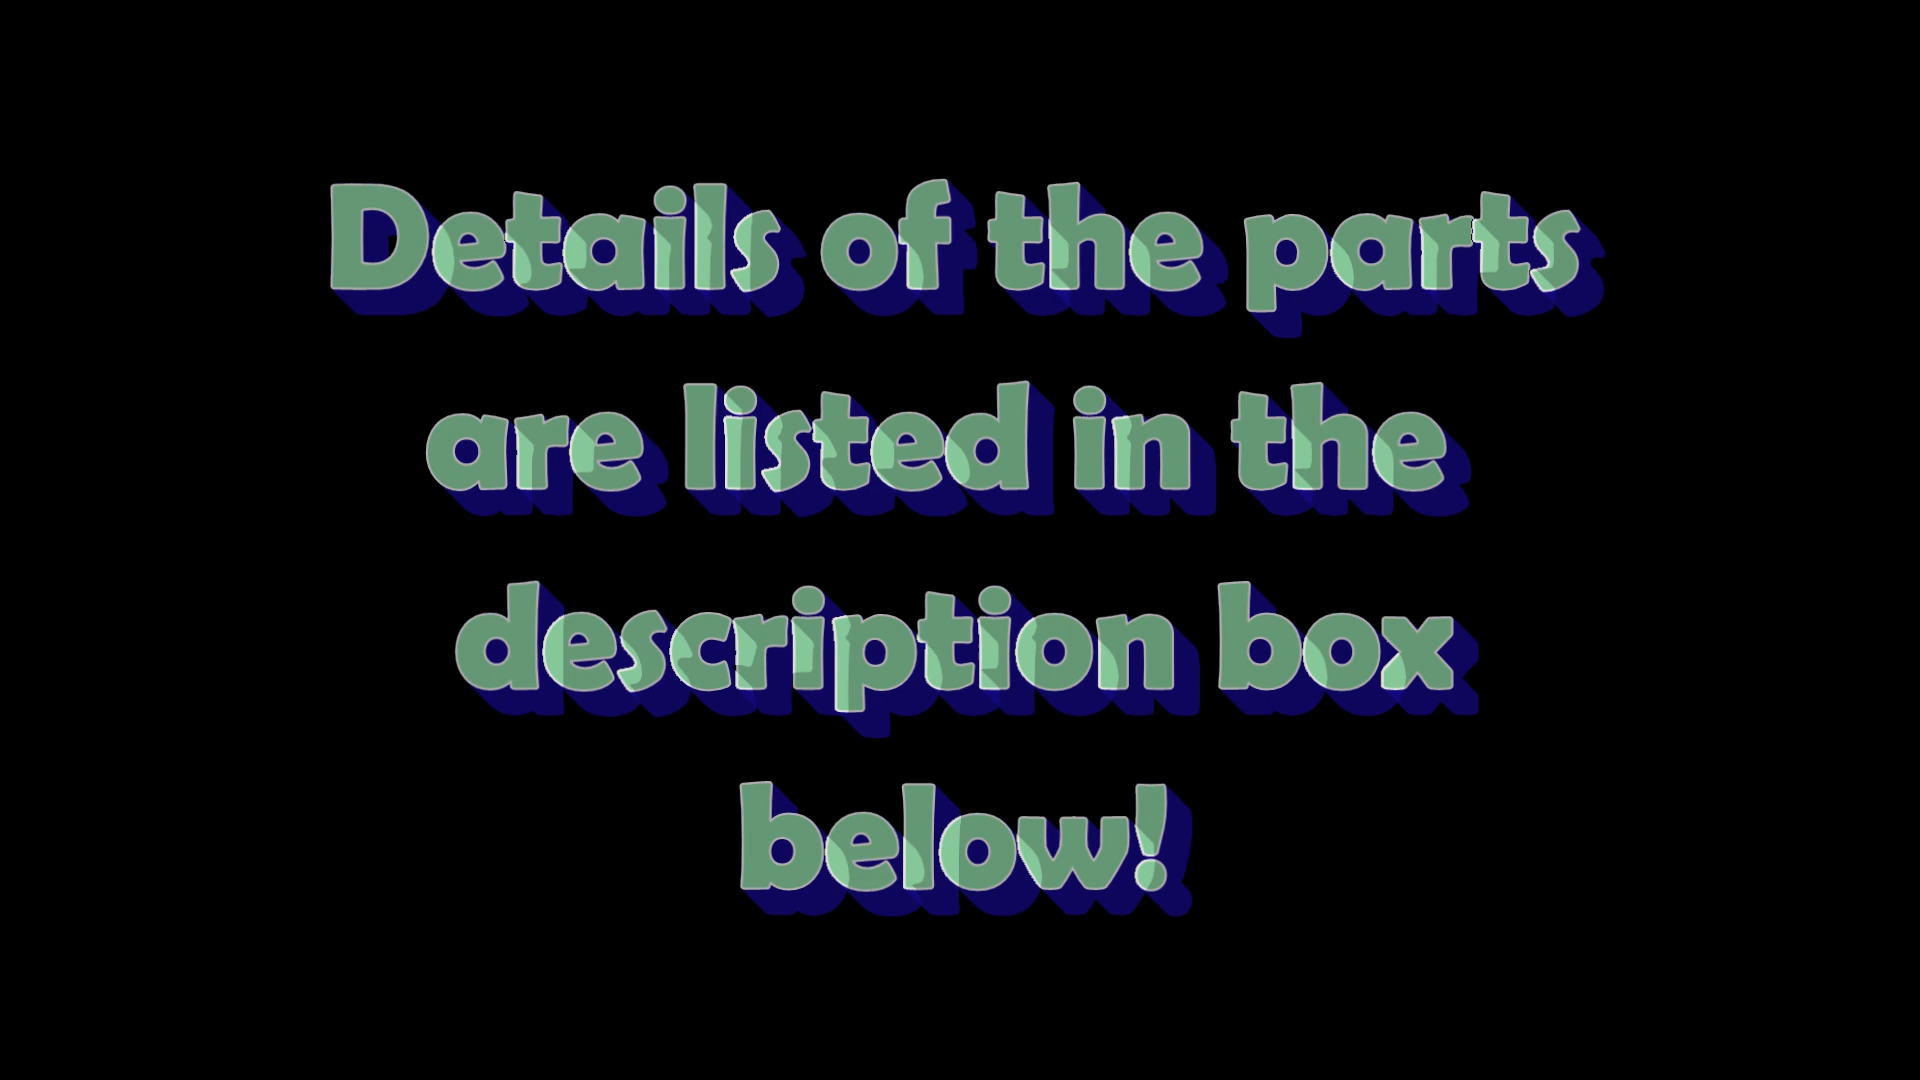 Details of the parts
are listed in the
description box
below!